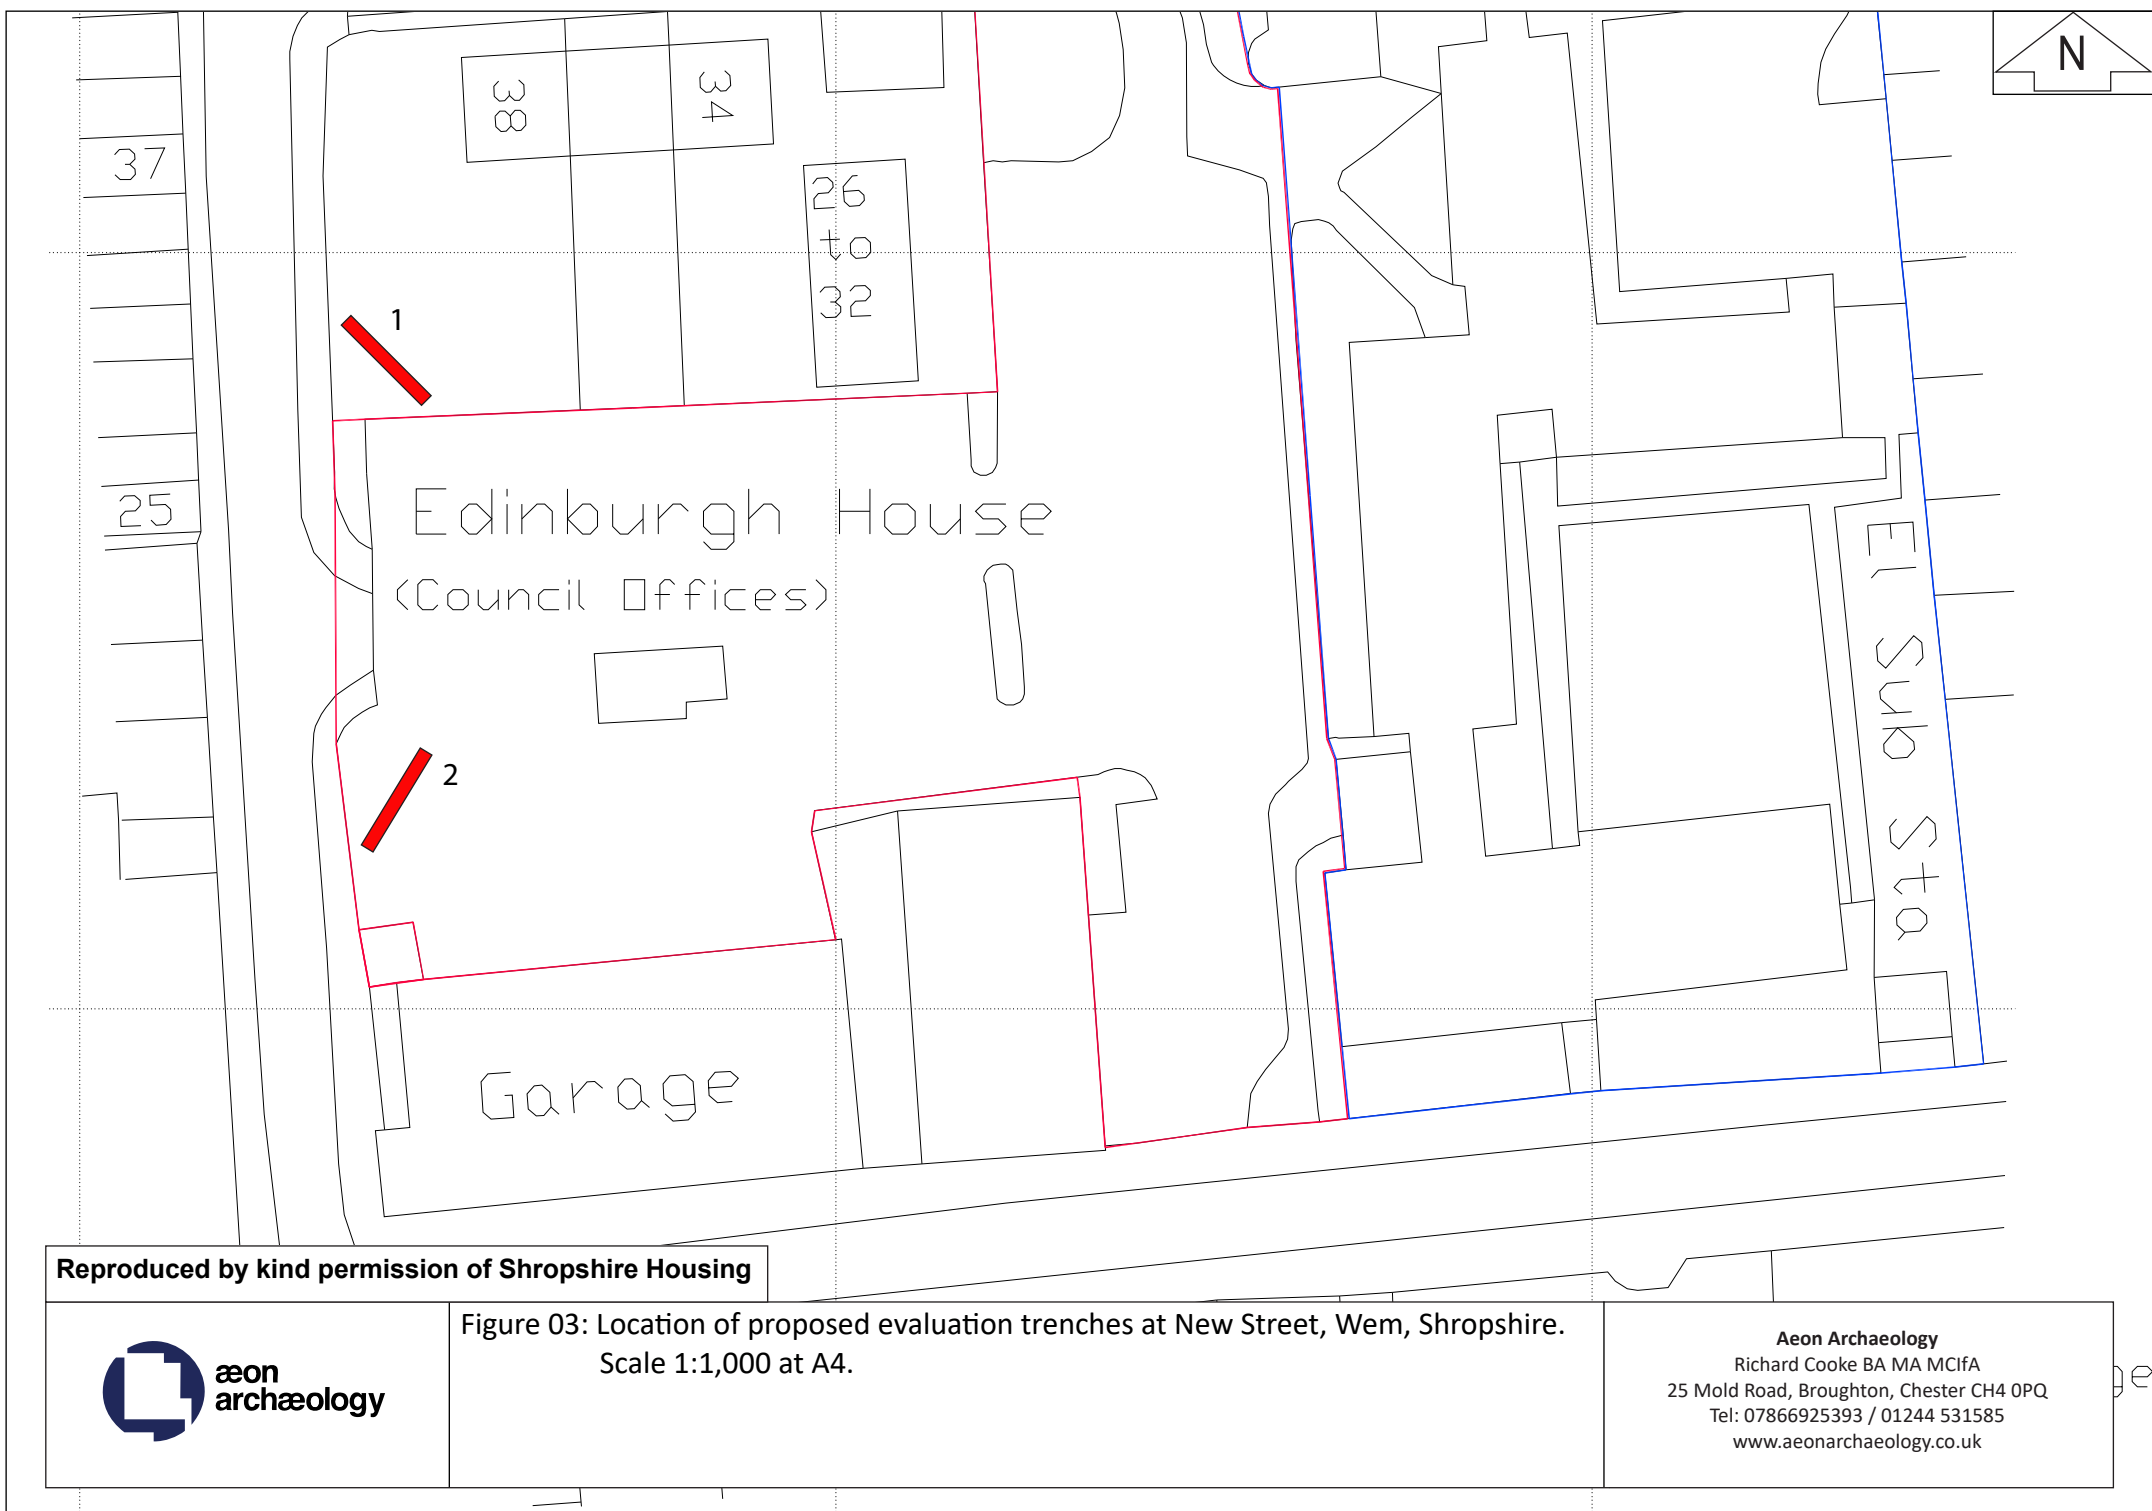 N
38
34
37
26
to
32
1
25
Edinburgh House
(Council Offices)
El Sub Sta
2
Garage
Reproduced by kind permission of Shropshire Housing
æon
archæology
Figure 03: Location of proposed evaluation trenches at New Street, Wem, Shropshire.
Scale 1:1,000 at A4.
Aeon Archaeology
Richard Cooke BA MA MCIfA
25 Mold Road, Broughton, Chester CH4 0PQ
Tel: 07866925393 / 01244 531585
www.aeonarchaeology.co.uk